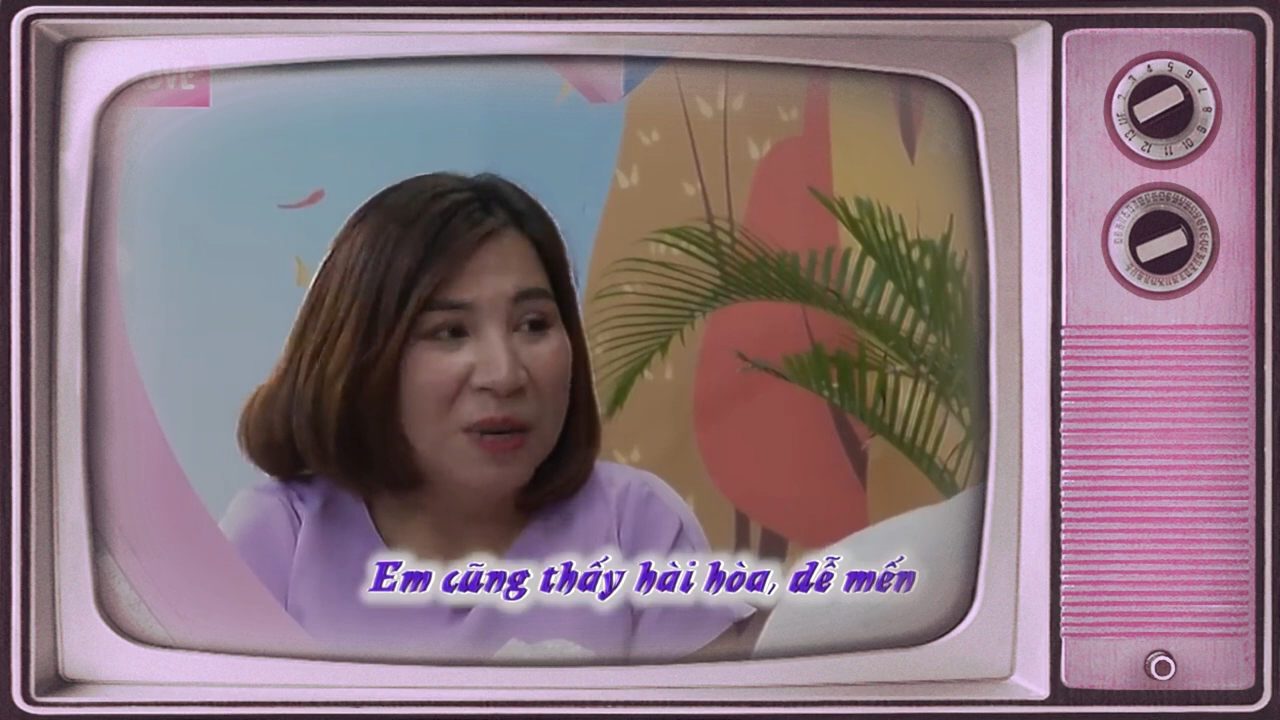 Em cũng thấy hài hòa, dễ mến